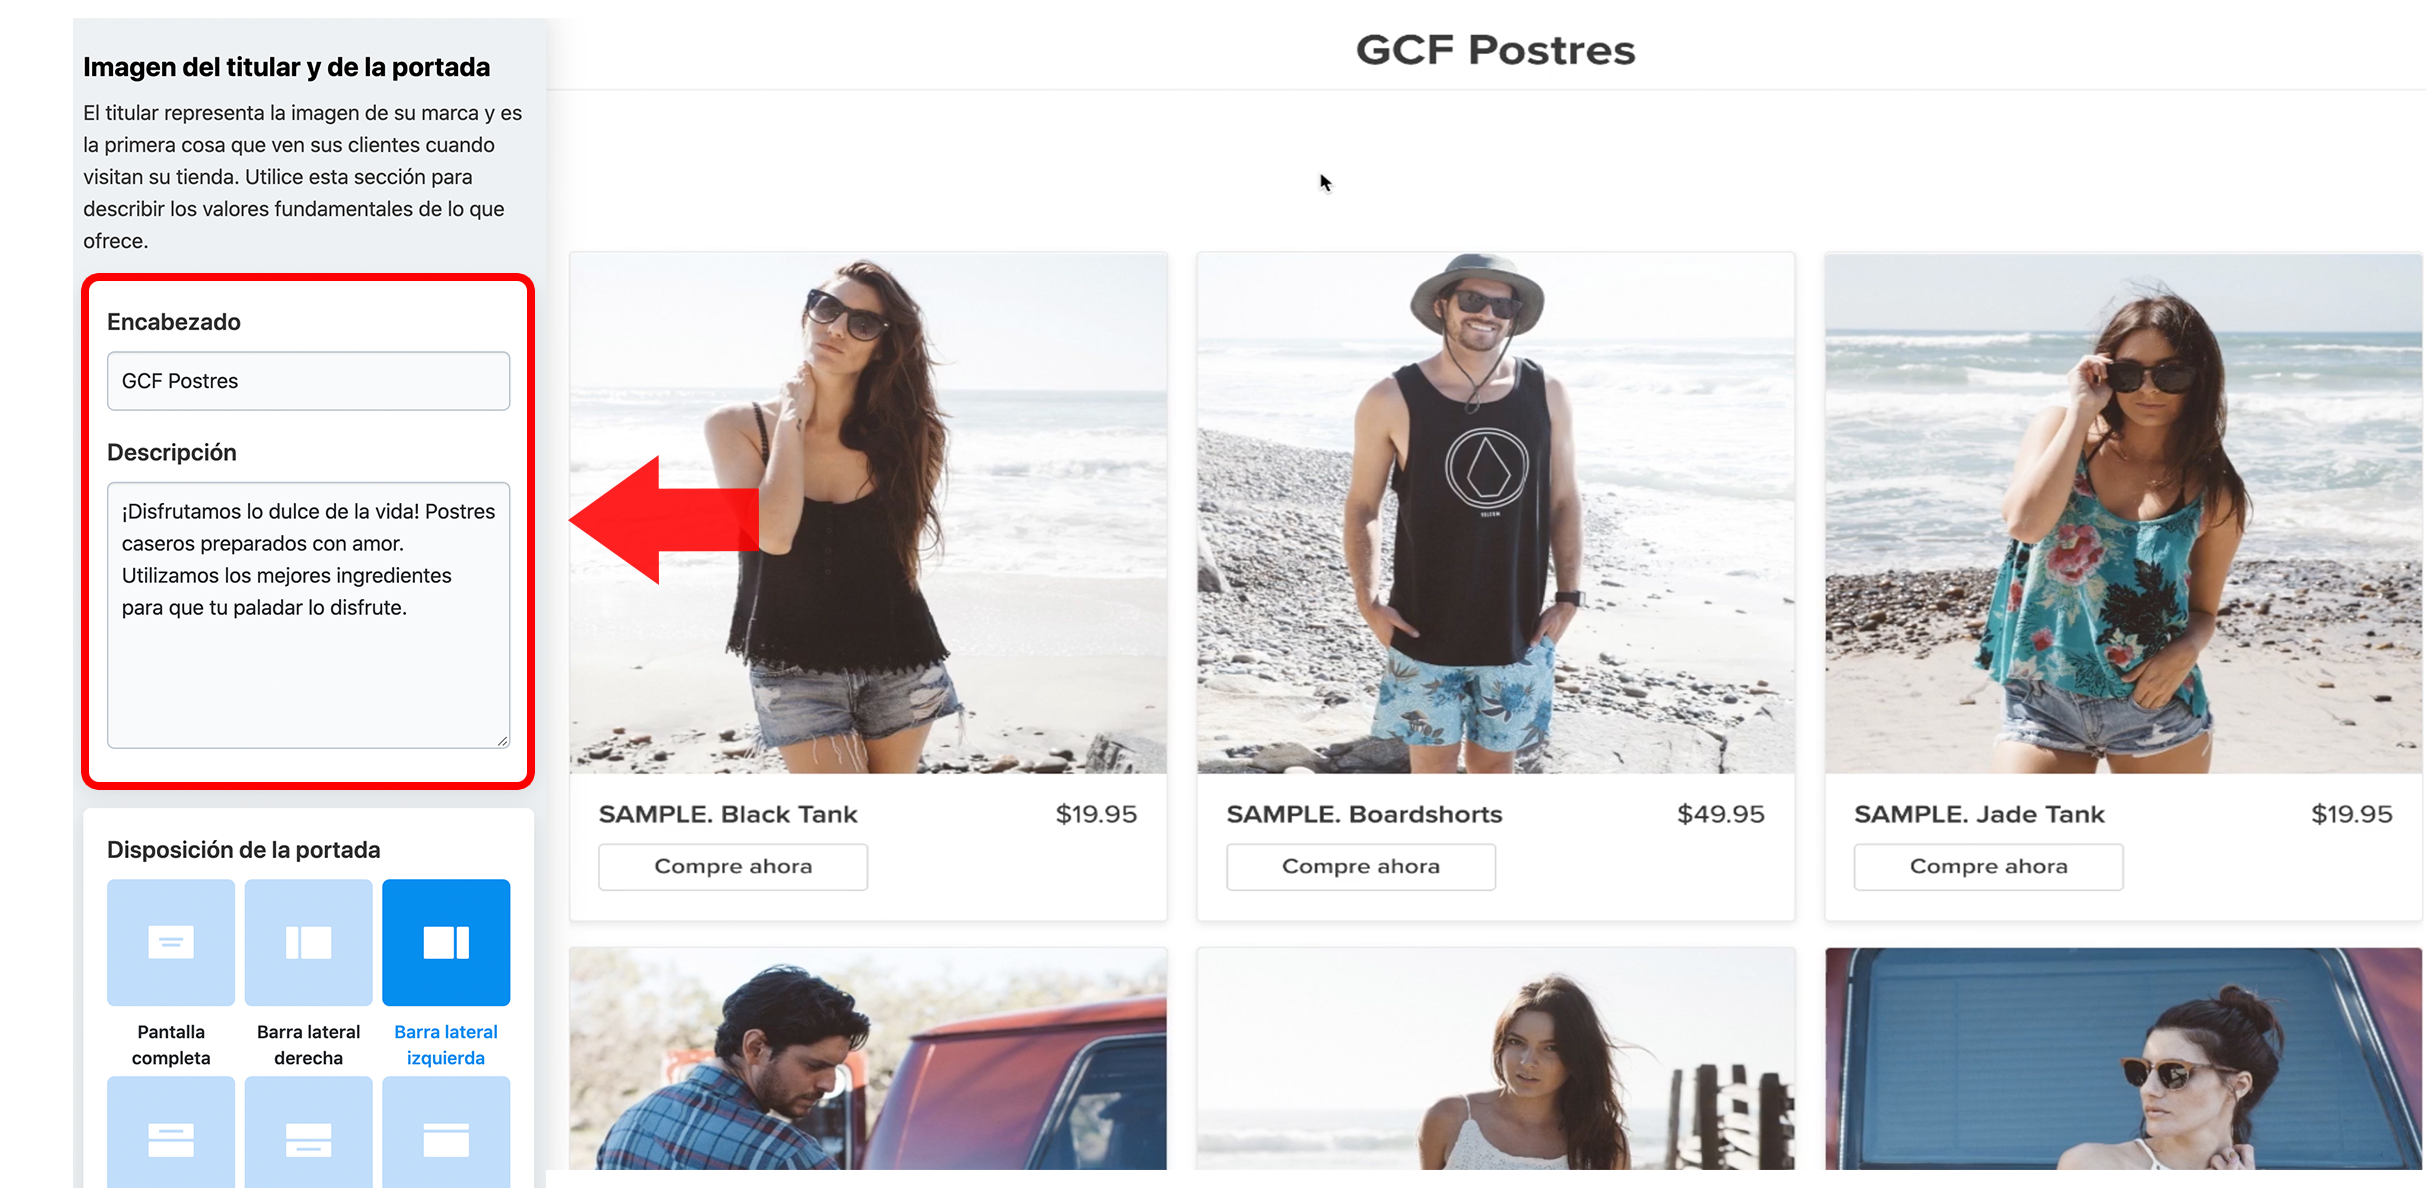 Imagen del titular y de la portada
El titular representa la imagen de su marca y es
la primera cosa que ven sus clientes cuando
visitan su tienda. Utilice esta sección para
describir los valores fundamentales de lo que
ofrece.
Encabezado
GCF Postres
Descripción
¡Disfrutamos lo dulce de la vida! Postres
caseros preparados con amor.
Utilizamos los mejores ingredientes
para que tu paladar lo disfrute.
Disposición de la portada
Pantalla
completa
Barra lateral
derecha
Barra lateral
izquierda
GCF Postres
VOLCOM
SAMPLE. Black Tank
$19.95
Compre ahora
SAMPLE. Boardshorts
$49.95
Compre ahora
SAMPLE. Jade Tank
$19.95
Compre ahora